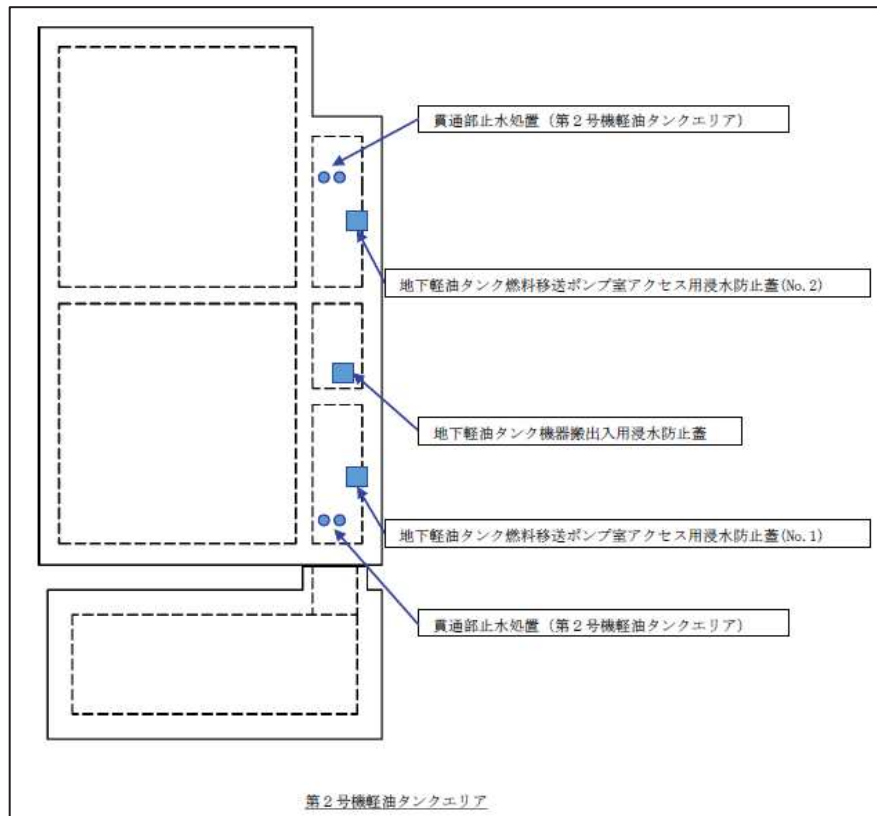 貫通部止水処置（第２号機軽油タンクエリア）
地下軽油タンク燃料移送ポンプ室アクセス用浸水防止蓋(No.2)
地下軽油タンク機器搬出入用浸水防止蓋
地下軽油タンク燃料移送ポンプ室アクセス用浸水防止蓋(No.1)
貫通部止水処置（第２号機軽油タンクエリア）
第２号機軽油タンクエリア